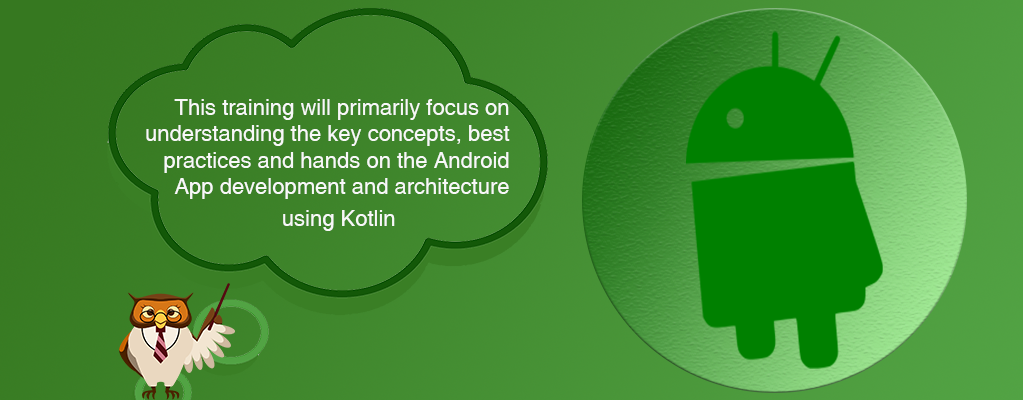 This training will primarily focus on
understanding the key concepts, best
practices and hands on the Android
App development and architecture
using Kotlin